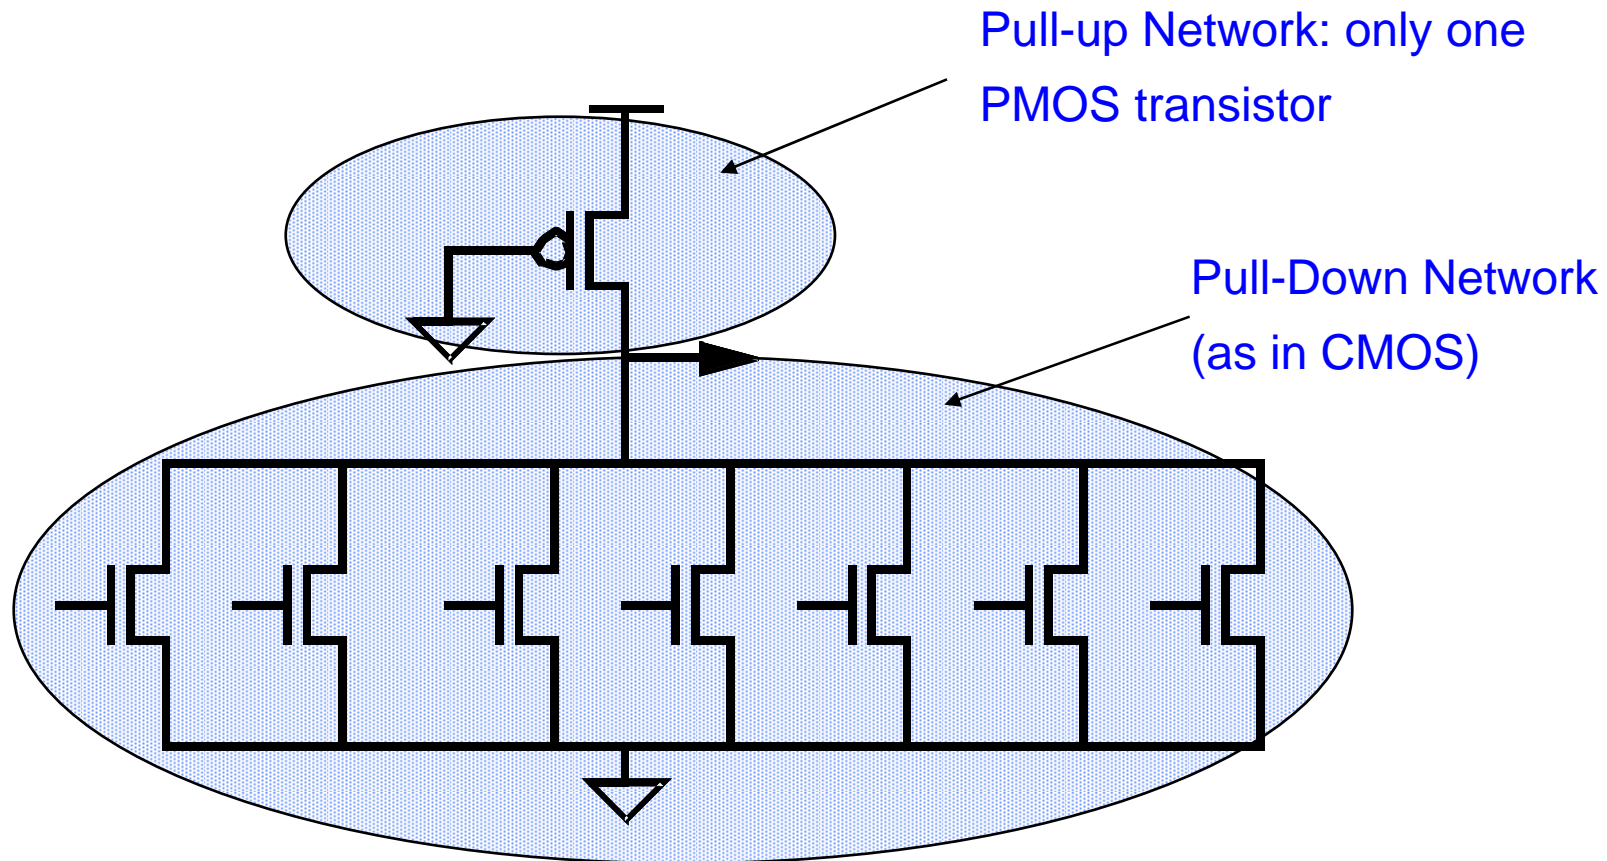 Pull-up Network: only one
PMOS transistor
Pull-Down Network
(as in CMOS)